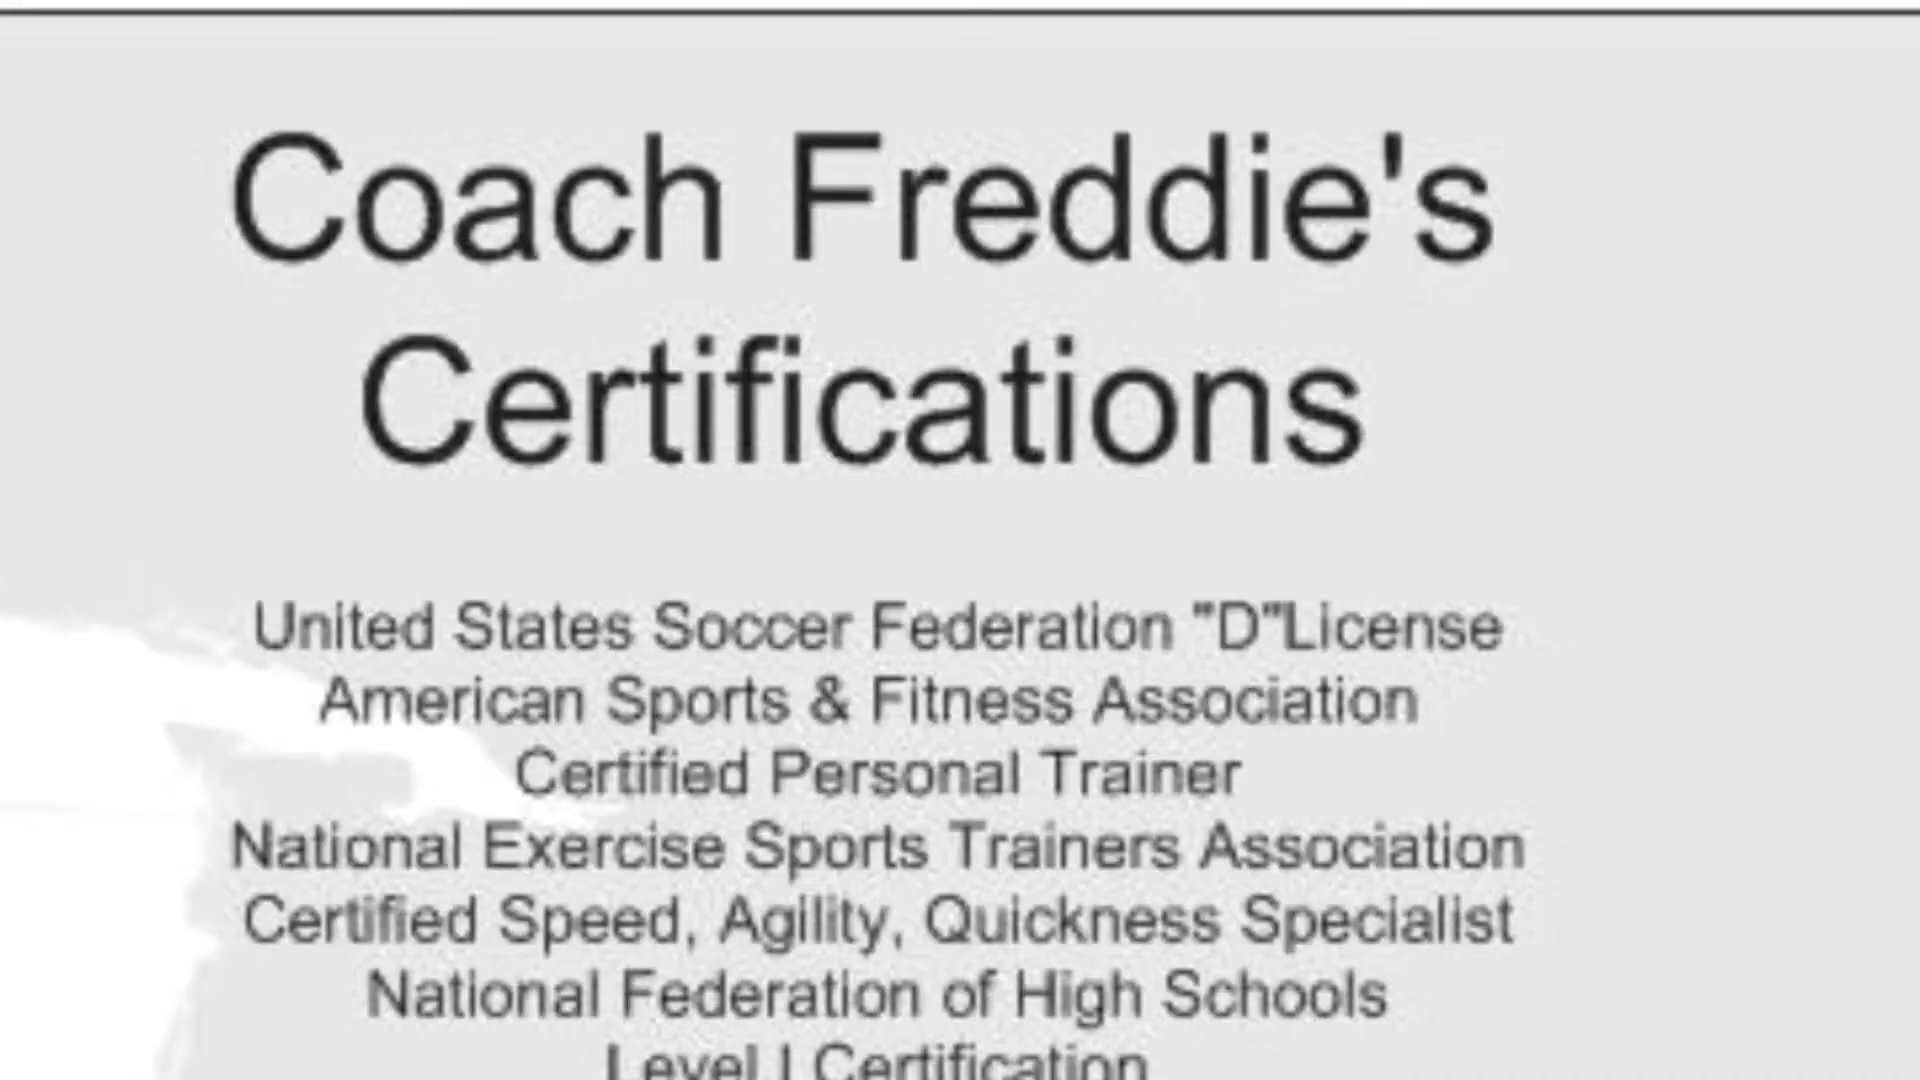 Coach Freddie's
Certifications
United States Soccer Federation "D"License
American Sports & Fitness Association
Certified Personal Trainer
National Exercise Sports Trainers Association
Certified Speed, Agility, Quickness Specialist
National Federation of High Schools
Level I Certification